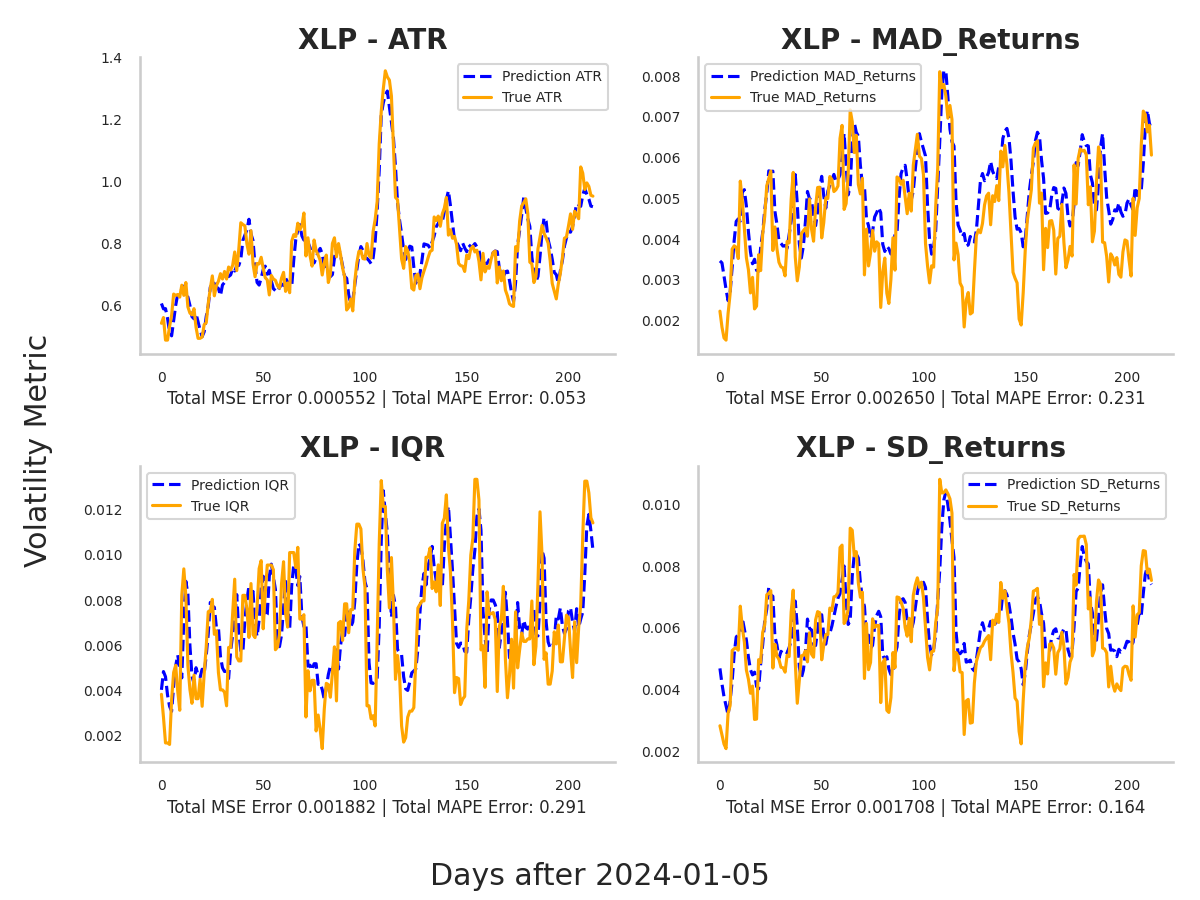 XLP - ATR
Prediction ATR
True ATR
1.4
1.2
1.0
0.8
0.6
0 50 100 150 200
Total MSE Error 0.000552 | Total MAPE Error: 0.053
XLP - MAD_Returns
Prediction MAD_Returns
True MAD_Returns
0.008
0.007
0.006
0.005
0.004
0.003
0.002
0 50 100 150 200
Total MSE Error 0.002650 | Total MAPE Error: 0.231
Volatility Metric
XLP - IQR
Prediction IQR
True IQR
0.012
0.010
0.008
0.006
0.004
0.002
0 50 100 150 200
Total MSE Error 0.001882 | Total MAPE Error: 0.291
XLP - SD_Returns
Prediction SD_Returns
True SD_Returns
0.010
0.008
0.006
0.004
0.002
0 50 100 150 200
Total MSE Error 0.001708 | Total MAPE Error: 0.164
Days after 2024-01-05